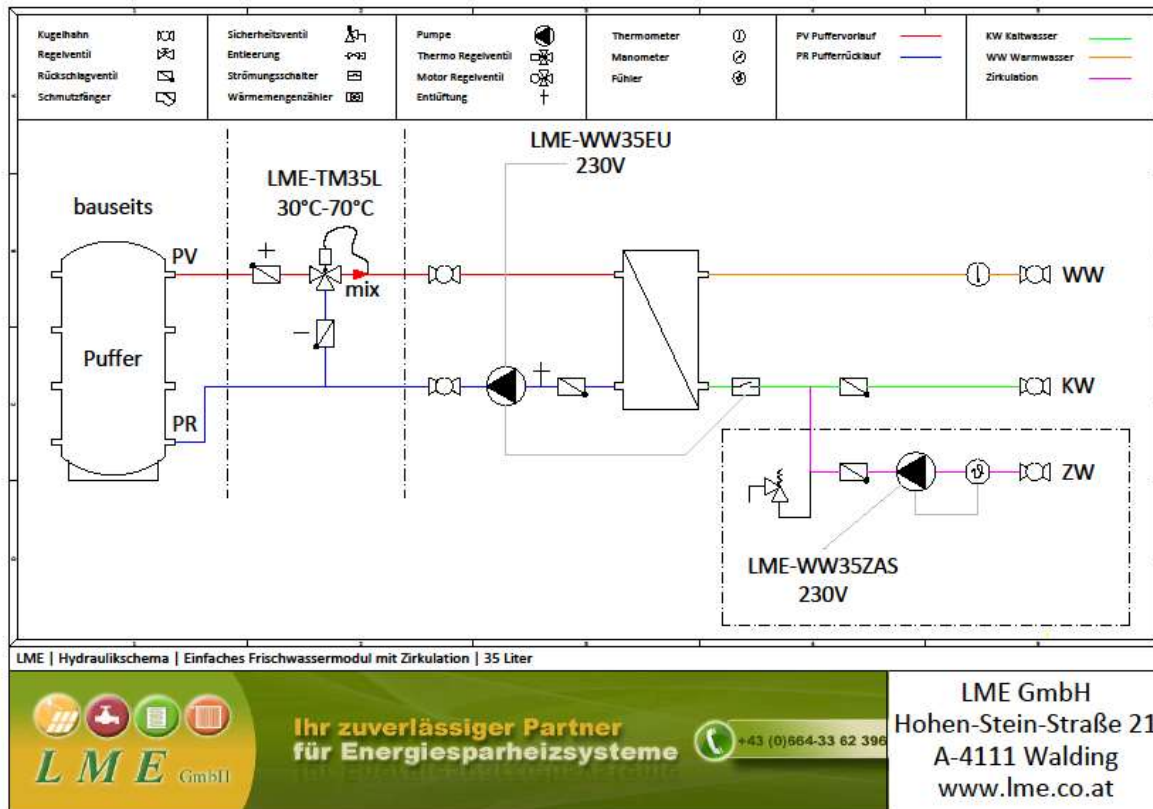 Kugelhahn
Regelventil
Rückschlagventil
Schmutzfänger
Sicherheitsventil
Entleerung
Strömungsschalter
Wärmemengenzähler
Pumpe
Thermo Regelventil
Motor Regelventil
Entlüftung
Thermometer
Manometer
Fühler
PV Puffervorlauf
PR Pufferrücklauf
KW Kaltwasser
WW Warmwasser
Zirkulation
LME-WW35EU
230V
LME-TM35L
30°C-70°C
bauseits
PV
mix
WW
Puffer
KW
PR
ZW
LME-WW35ZAS
230V
LME | Hydraulikschema | Einfaches Frischwassermodul mit Zirkulation | 35 Liter
LME GmbH
Ihr zuverlässiger Partner
für Energiesparheizsysteme
+43 (0)664-33 62 396
LME GmbH
Hohen-Stein-Straße 21
A-4111 Walding
www.lme.co.at